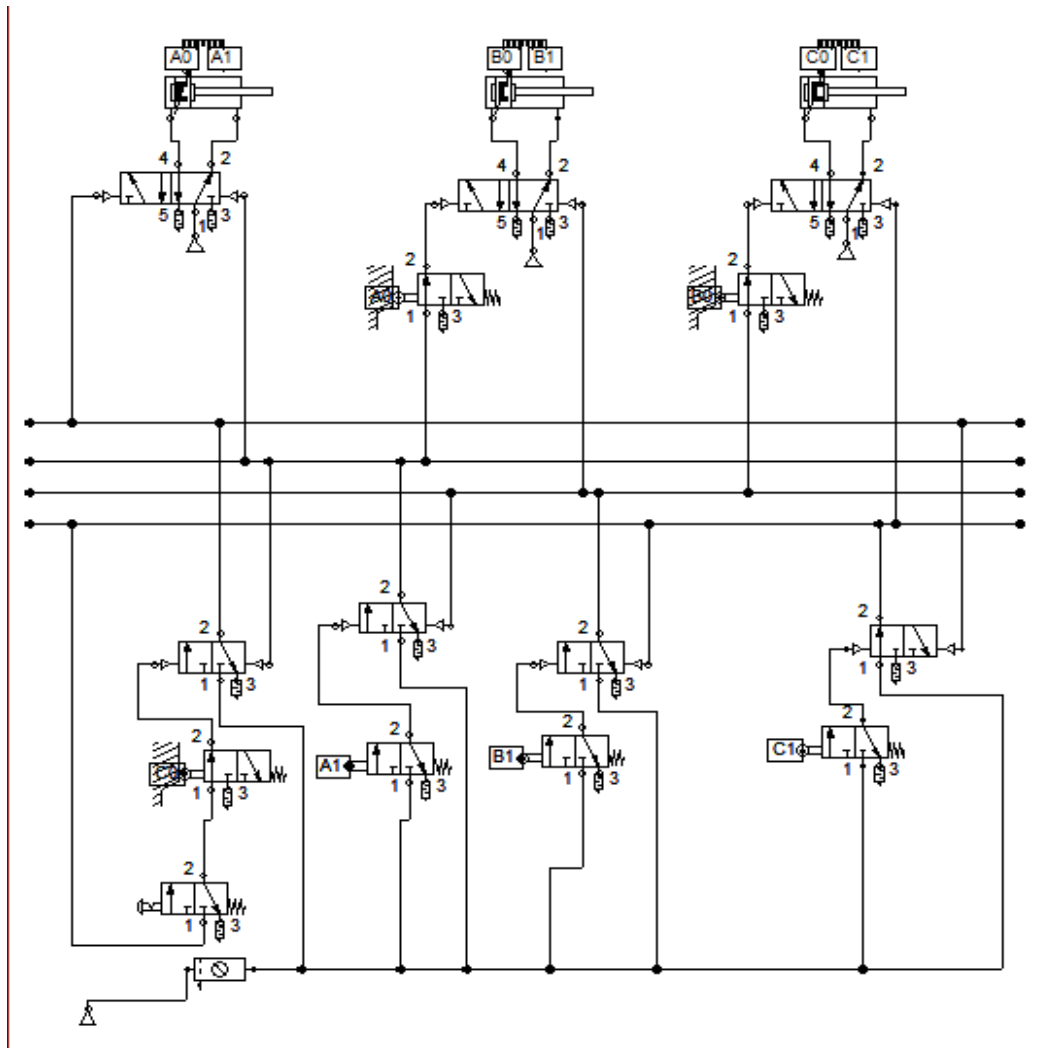 A0 A1 B0 B1 C0 C1
4 2 4 2 4 2
5 1 3 5 1 3 5 1 3
2 2
A0 B0
1 3 1 3
2
2 2 2
1 3
1 3 1 3 1 3
2 2 2 2
C0 A1 B1 C1
1 3 1 3 1 3 1 3
2
1 3